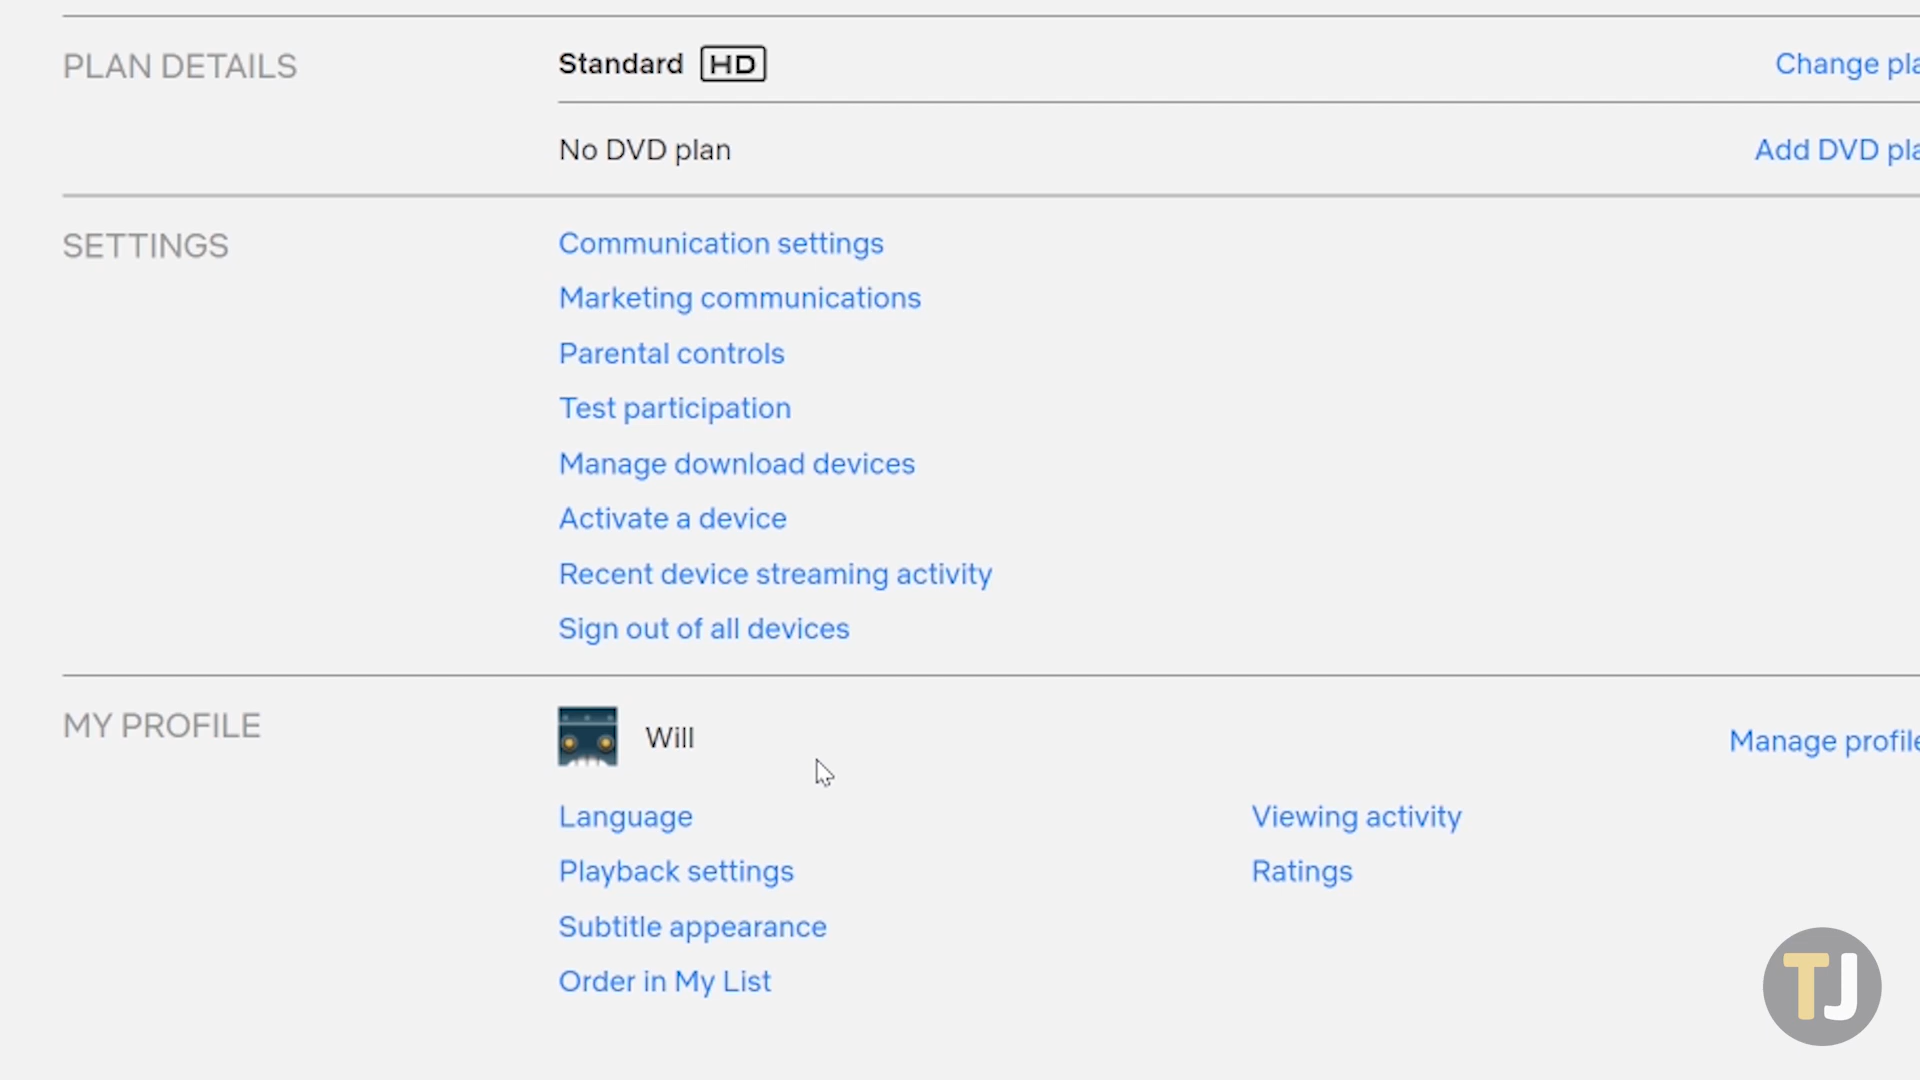 PLAN DETAILS
Standard HD
Change pla
No DVD plan
Add DVD pla
SETTINGS
Communication settings
Marketing communications
Parental controls
Test participation
Manage download devices
Activate a device
Recent device streaming activity
Sign out of all devices
MY PROFILE
Will
Manage profile
Language
Viewing activity
Playback settings
Ratings
Subtitle appearance
Order in My List
TJ